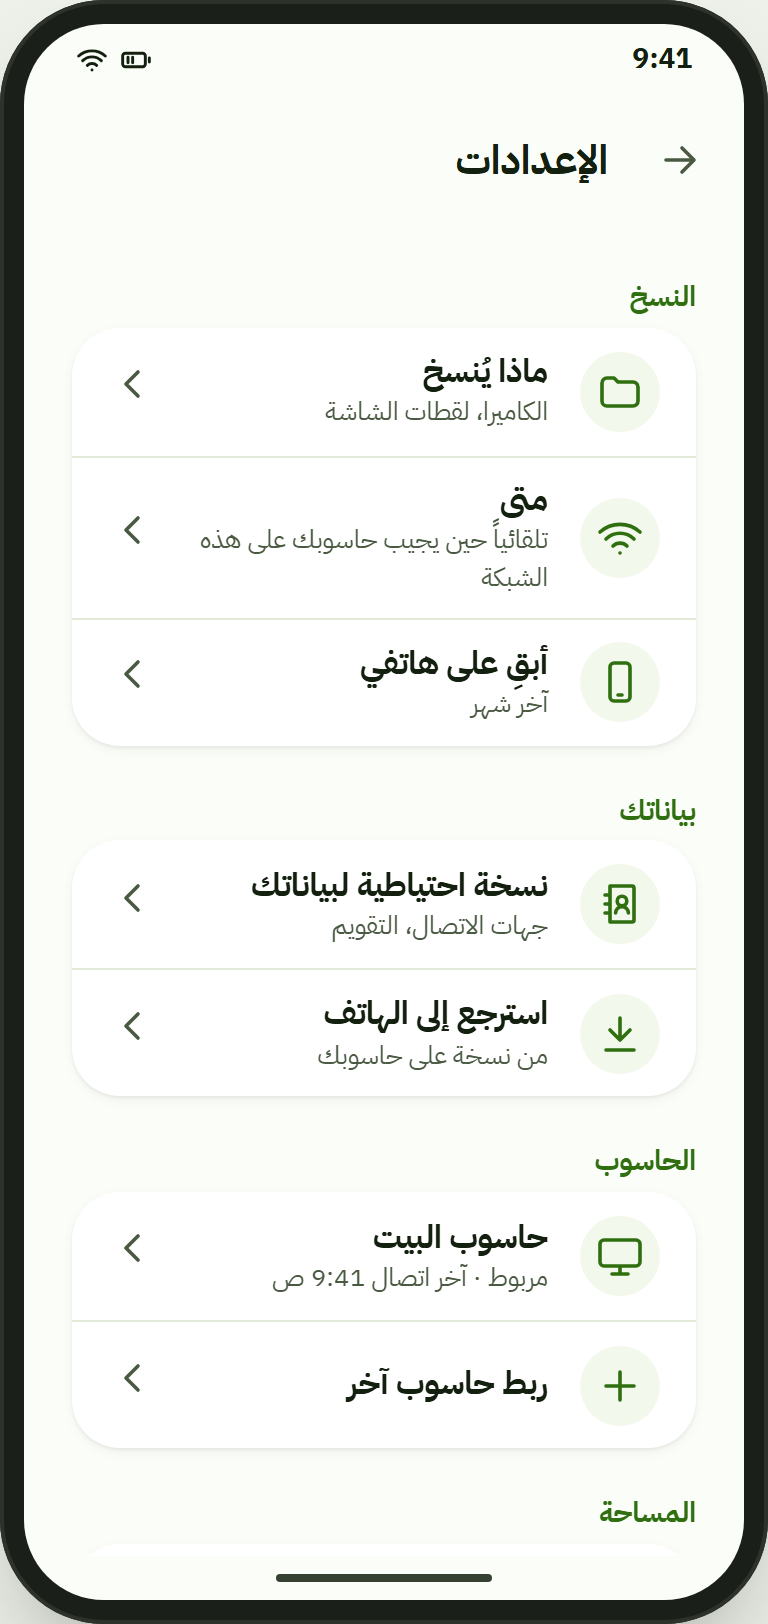 9:41
الإعدادات
النسخ
ماذا يُنسخ
الكاميرا، لقطات الشاشة
متى
تلقائياً حين يجيب حاسوبك على هذه
الشبكة
أبقِ على هاتفي
آخر شهر
بياناتك
نسخة احتياطية لبياناتك
جهات الاتصال، التقويم
استرجع إلى الهاتف
من نسخة على حاسوبك
الحاسوب
حاسوب البيت
مربوط · آخر اتصال 9:41 ص
ربط حاسوب آخر
المساحة